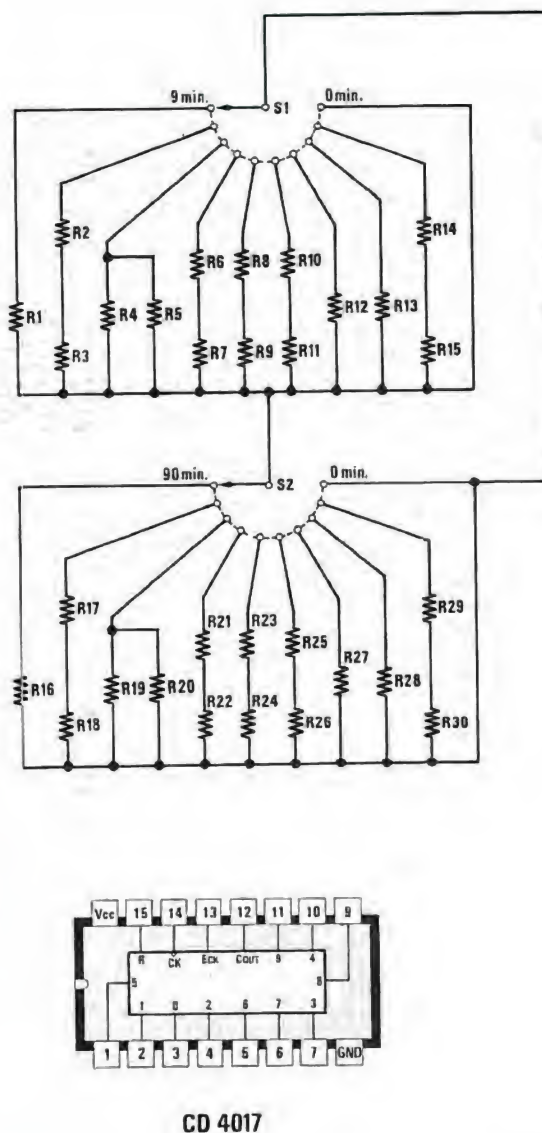 9 min. S1 0 min.
R2 R14
R6 R8 R10
R1 R4 R5 R12 R13
R3 R7 R9 R11 R15
90 min. S2 0 min.
R17 R29
R21 R23 R25
R27
R16 R19 R20 R28
R22 R24 R26
R18 R30
Vcc 15 14 13 12 11 10 9
R CK ECK COUT 9 4
5 8
1 0 2 6 7 3
1 2 3 4 5 6 7 GND
CD 4017